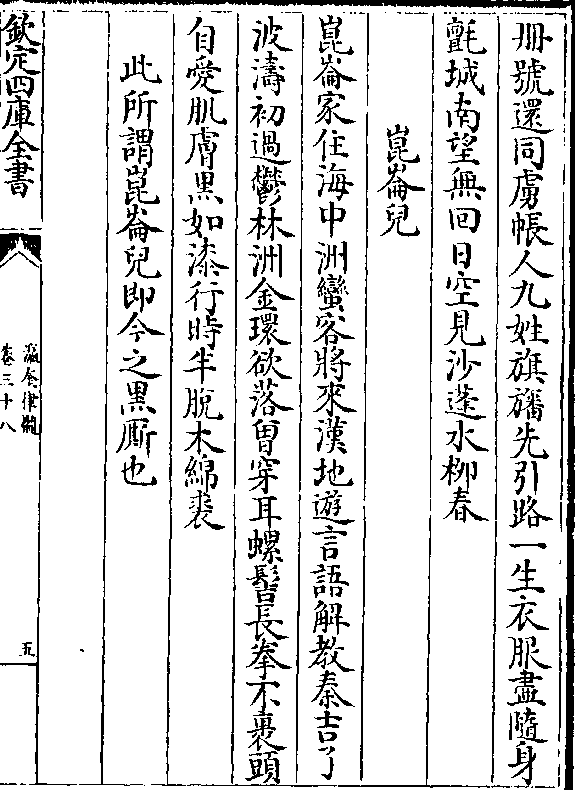 冊號還同虜帳人九姓旗旛先引路一生衣服盡隨身
氈城南望無回日空見沙蓬水柳春
崑崙兒
崑崙家住海中洲蠻客將來漢地遊言語解教秦吉了
波濤初過鬱林洲金環欲落曽穿耳螺髻長拳不裹頭
自愛肌膚黒如漆行時半脫木綿裘
此所謂崑崙兒即今之黒厮也
欽定四庫全書
瀛奎律髓
卷三十八
五